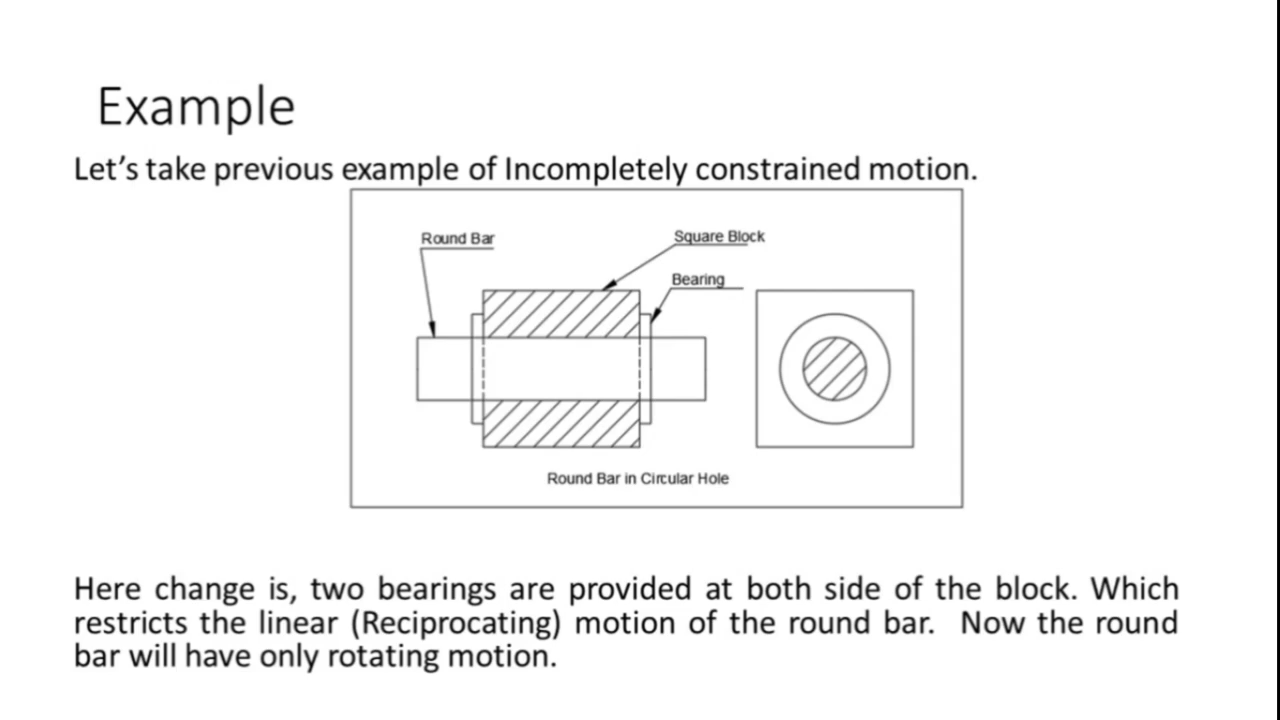 Example
Let's take previous example of Incompletely constrained motion.
Round Bar
Square Block
Bearing
Round Bar in Circular Hole
Here change is, two bearings are provided at both side of the block. Which
restricts the linear (Reciprocating) motion of the round bar. Now the round
bar will have only rotating motion.